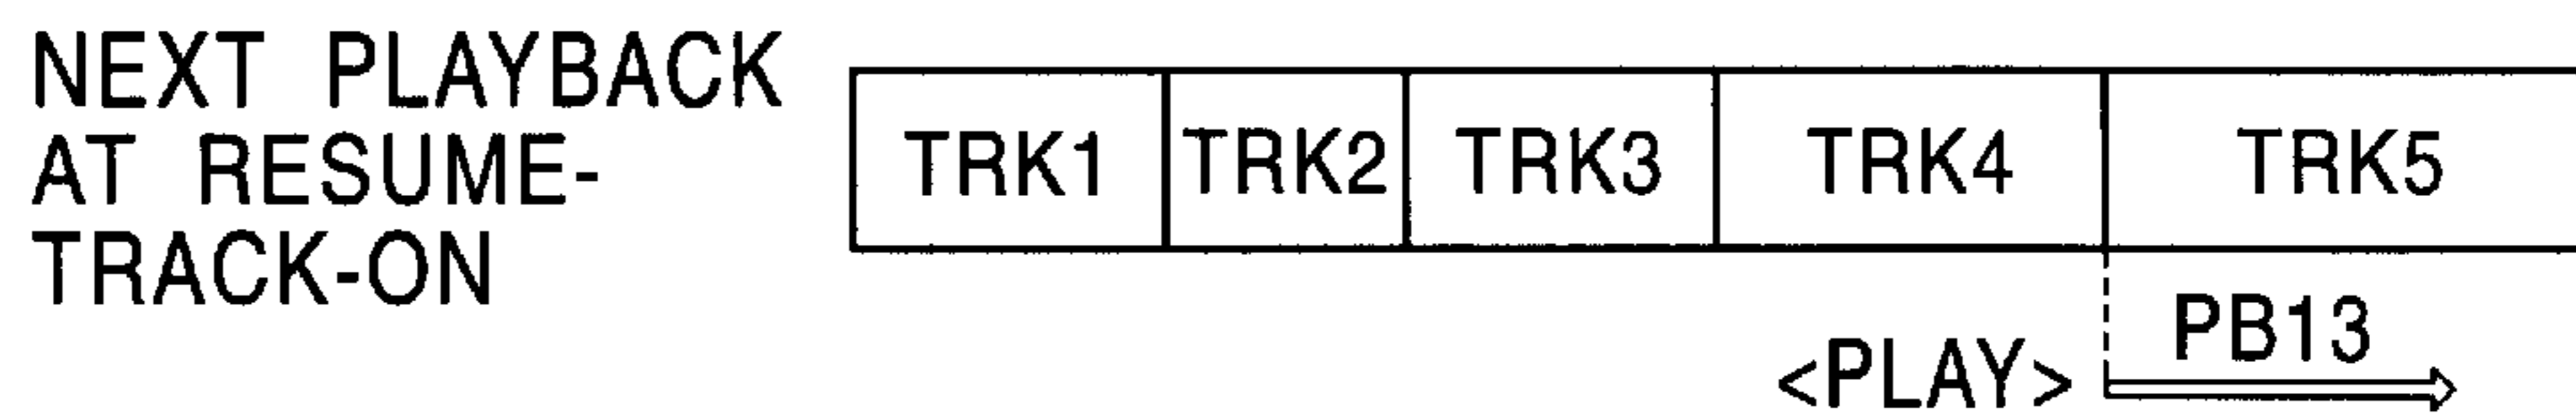 NEXT PLAYBACK
AT RESUME-
TRACK-ON
TRK1 TRK2 TRK3 TRK4 TRK5
PB13
<PLAY>